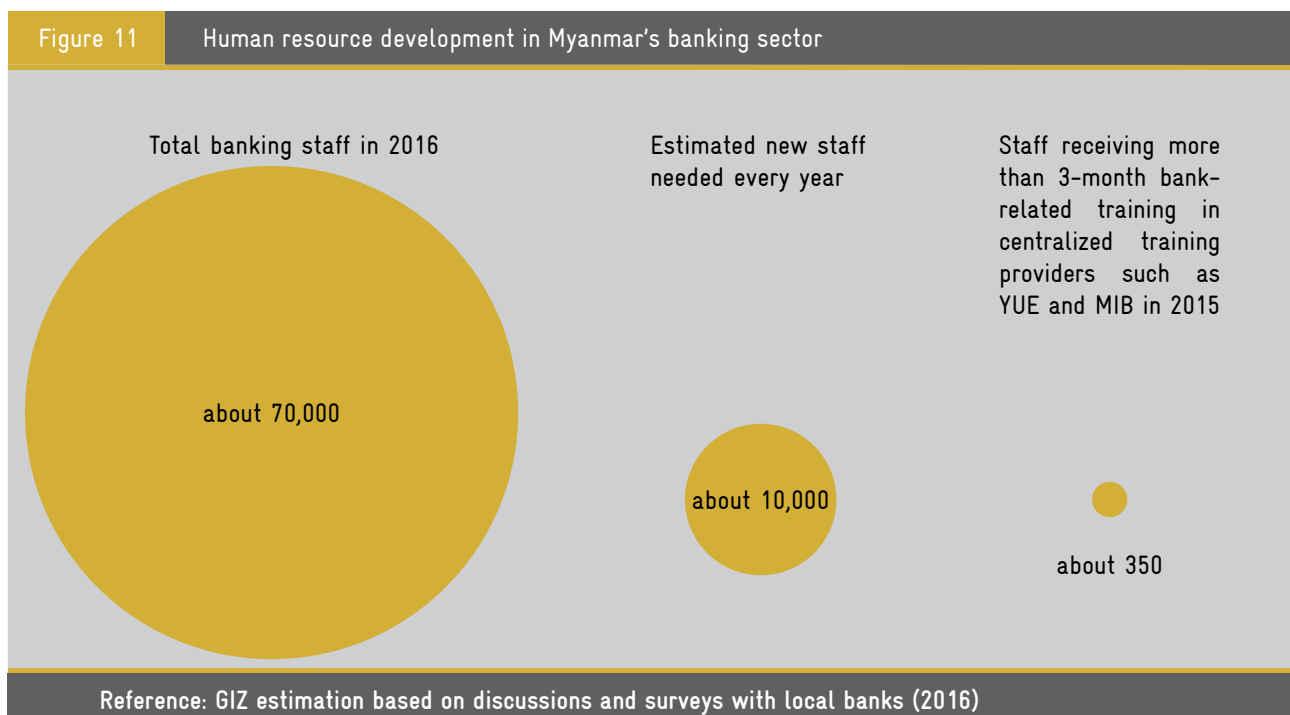 Figure 11
Human resource development in Myanmar's banking sector
Total banking staff in 2016
about 70,000
Estimated new staff
needed every year
about 10,000
Staff receiving more
than 3-month bank-
related training in
centralized training
providers such as
YUE and MIB in 2015
about 350
Reference: GIZ estimation based on discussions and surveys with local banks (2016)